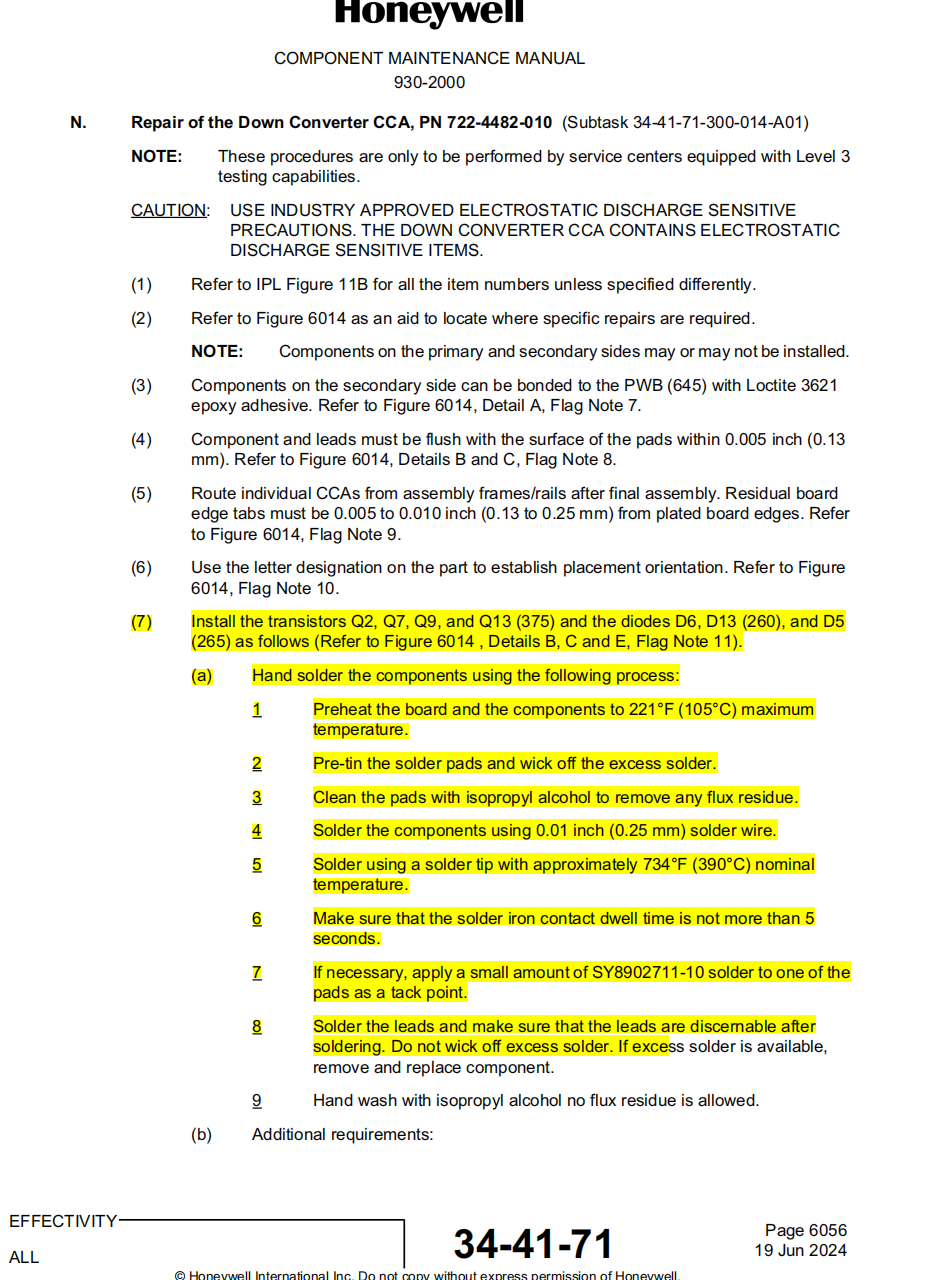 Honeywell
COMPONENT MAINTENANCE MANUAL
930-2000
N. Repair of the Down Converter CCA, PN 722-4482-010 (Subtask 34-41-71-300-014-A01)
NOTE: These procedures are only to be performed by service centers equipped with Level 3
testing capabilities.
CAUTION: USE INDUSTRY APPROVED ELECTROSTATIC DISCHARGE SENSITIVE
PRECAUTIONS. THE DOWN CONVERTER CCA CONTAINS ELECTROSTATIC
DISCHARGE SENSITIVE ITEMS.
(1) Refer to IPL Figure 11B for all the item numbers unless specified differently.
(2) Refer to Figure 6014 as an aid to locate where specific repairs are required.
NOTE: Components on the primary and secondary sides may or may not be installed.
(3) Components on the secondary side can be bonded to the PWB (645) with Loctite 3621
epoxy adhesive. Refer to Figure 6014, Detail A, Flag Note 7.
(4) Component and leads must be flush with the surface of the pads within 0.005 inch (0.13
mm). Refer to Figure 6014, Details B and C, Flag Note 8.
(5) Route individual CCAs from assembly frames/rails after final assembly. Residual board
edge tabs must be 0.005 to 0.010 inch (0.13 to 0.25 mm) from plated board edges. Refer
to Figure 6014, Flag Note 9.
(6) Use the letter designation on the part to establish placement orientation. Refer to Figure
6014, Flag Note 10.
(7) Install the transistors Q2, Q7, Q9, and Q13 (375) and the diodes D6, D13 (260), and D5
(265) as follows (Refer to Figure 6014 , Details B, C and E, Flag Note 11).
(a) Hand solder the components using the following process:
1 Preheat the board and the components to 221°F (105°C) maximum
temperature.
2 Pre-tin the solder pads and wick off the excess solder.
3 Clean the pads with isopropyl alcohol to remove any flux residue.
4 Solder the components using 0.01 inch (0.25 mm) solder wire.
5 Solder using a solder tip with approximately 734°F (390°C) nominal
temperature.
6 Make sure that the solder iron contact dwell time is not more than 5
seconds.
7 If necessary, apply a small amount of SY8902711-10 solder to one of the
pads as a tack point.
8 Solder the leads and make sure that the leads are discernable after
soldering. Do not wick off excess solder. If excess solder is available,
remove and replace component.
9 Hand wash with isopropyl alcohol no flux residue is allowed.
(b) Additional requirements:
EFFECTIVITY
ALL
34-41-71
Page 6056
19 Jun 2024
© Honeywell International Inc. Do not copy without express permission of Honeywell.